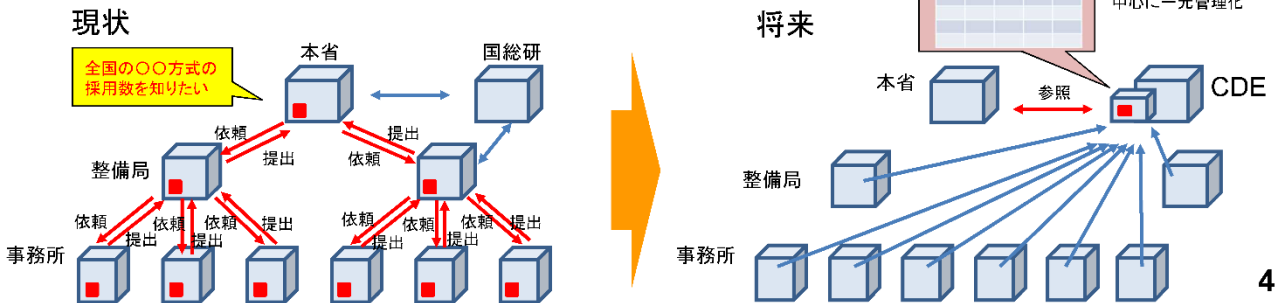 現状
本省
国総研
全国の〇〇方式の
採用数を知りたい
依頼
提出
提出
依頼
整備局
依頼
提出
依頼
提出
依頼
提出
依頼
提出
依頼
提出
依頼
提出
事務所
将来
中心に一元管理化
本省
参照
CDE
整備局
事務所
4